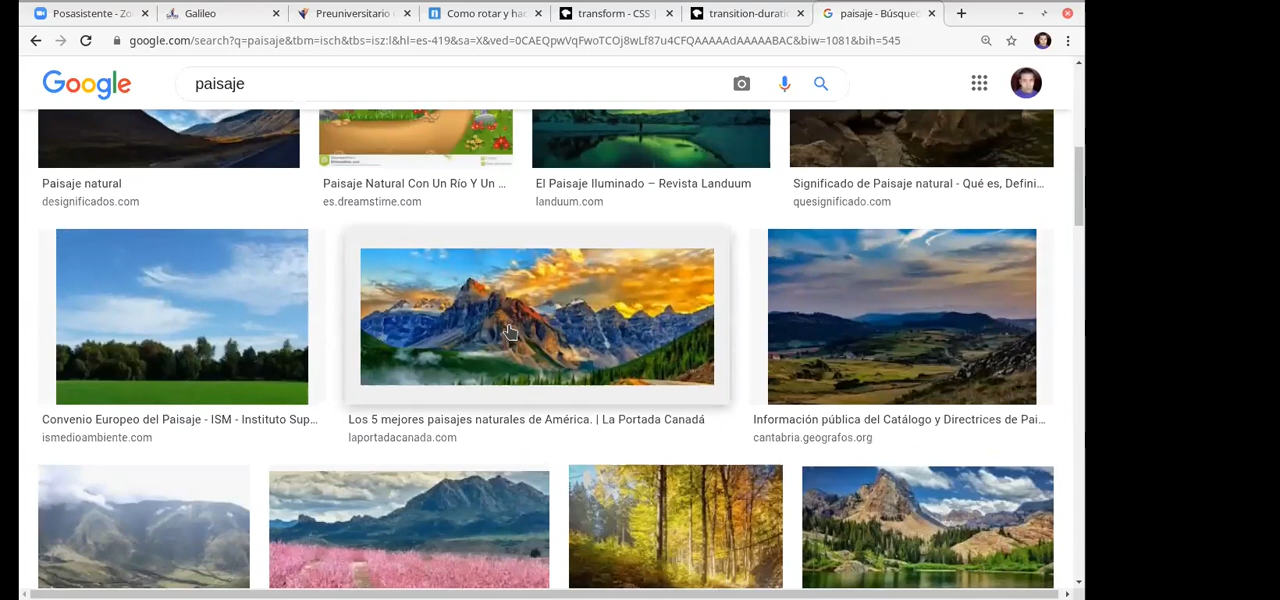 Posasistente - Zo
Galileo
Preuniversitario
Como rotar y ha
transform - CSS |
transition-durati
paisaje - Búsqued
google.com/search?q=paisaje&tbm=isch&tbs=isz:l&hl=es-419&sa=X&ved=0CAEQpwVqFwoTCOj8wLf87u4CFQAAAAAdAAAAABAC&biw=1081&bih=545
Google
paisaje
Paisaje natural
Paisaje Natural Con Un Río Y Un ...
El Paisaje Iluminado – Revista Landuum
Significado de Paisaje natural - Qué es, Defini...
designificados.com
es.dreamstime.com
landuum.com
quesignificado.com
Convenio Europeo del Paisaje - ISM - Instituto Sup...
Los 5 mejores paisajes naturales de América. | La Portada Canadá
Información pública del Catálogo y Directrices de Pai...
ismedioambiente.com
laportadacanada.com
cantabria.geografos.org